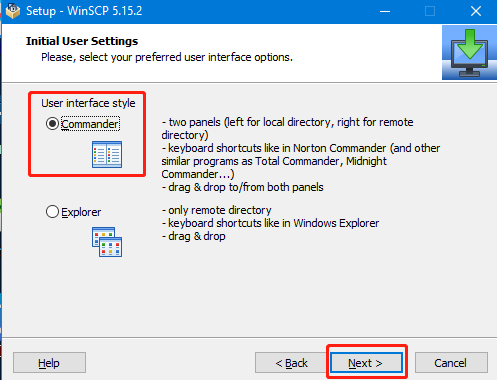 Setup - WinSCP 5.15.2
Initial User Settings
Please, select your preferred user interface options.
User interface style
Commander
- two panels (left for local directory, right for remote
directory)
- keyboard shortcuts like in Norton Commander (and other
similar programs as Total Commander, Midnight
Commander...)
- drag & drop to/from both panels
Explorer
- only remote directory
- keyboard shortcuts like in Windows Explorer
- drag & drop
Help
< Back
Next >
Cancel